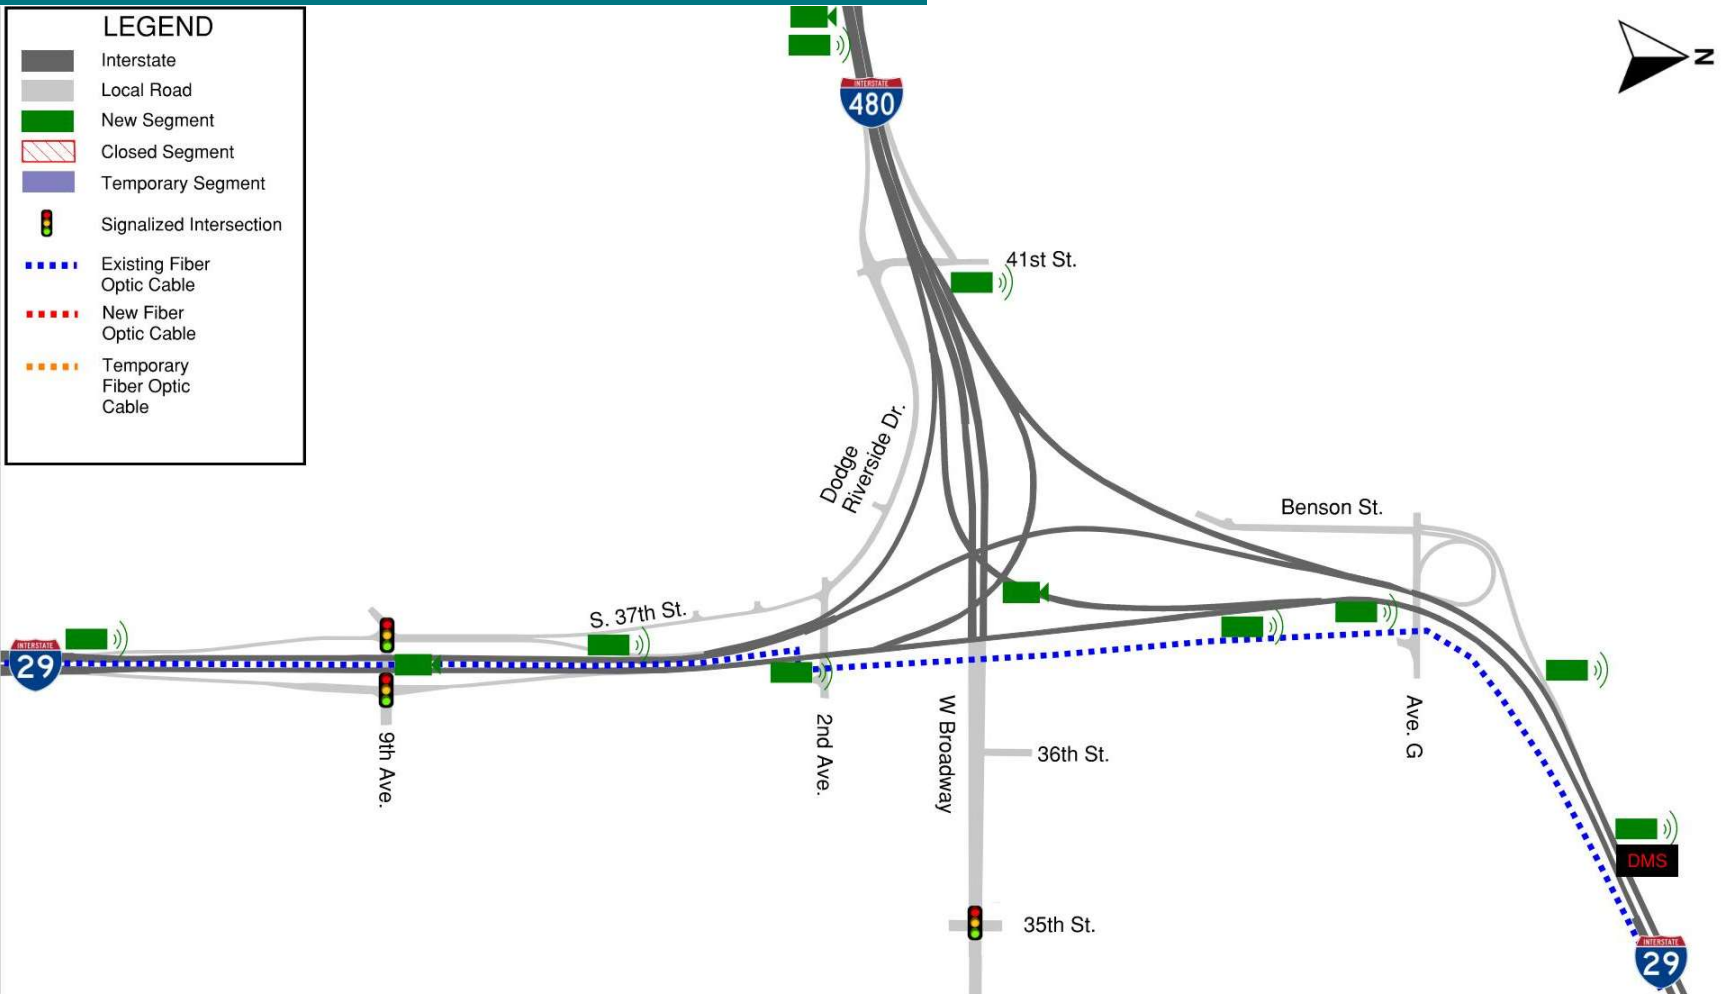 LEGEND
Interstate
Local Road
New Segment
Closed Segment
Temporary Segment
Signalized Intersection
Existing Fiber
Optic Cable
New Fiber
Optic Cable
Temporary
Fiber Optic
Cable
N
INTERSTATE
480
41st St.
Dodge
Riverside Dr.
Benson St.
S. 37th St.
INTERSTATE
29
9th Ave.
2nd Ave.
W Broadway
Ave. G
36th St.
DMS
35th St.
INTERSTATE
29